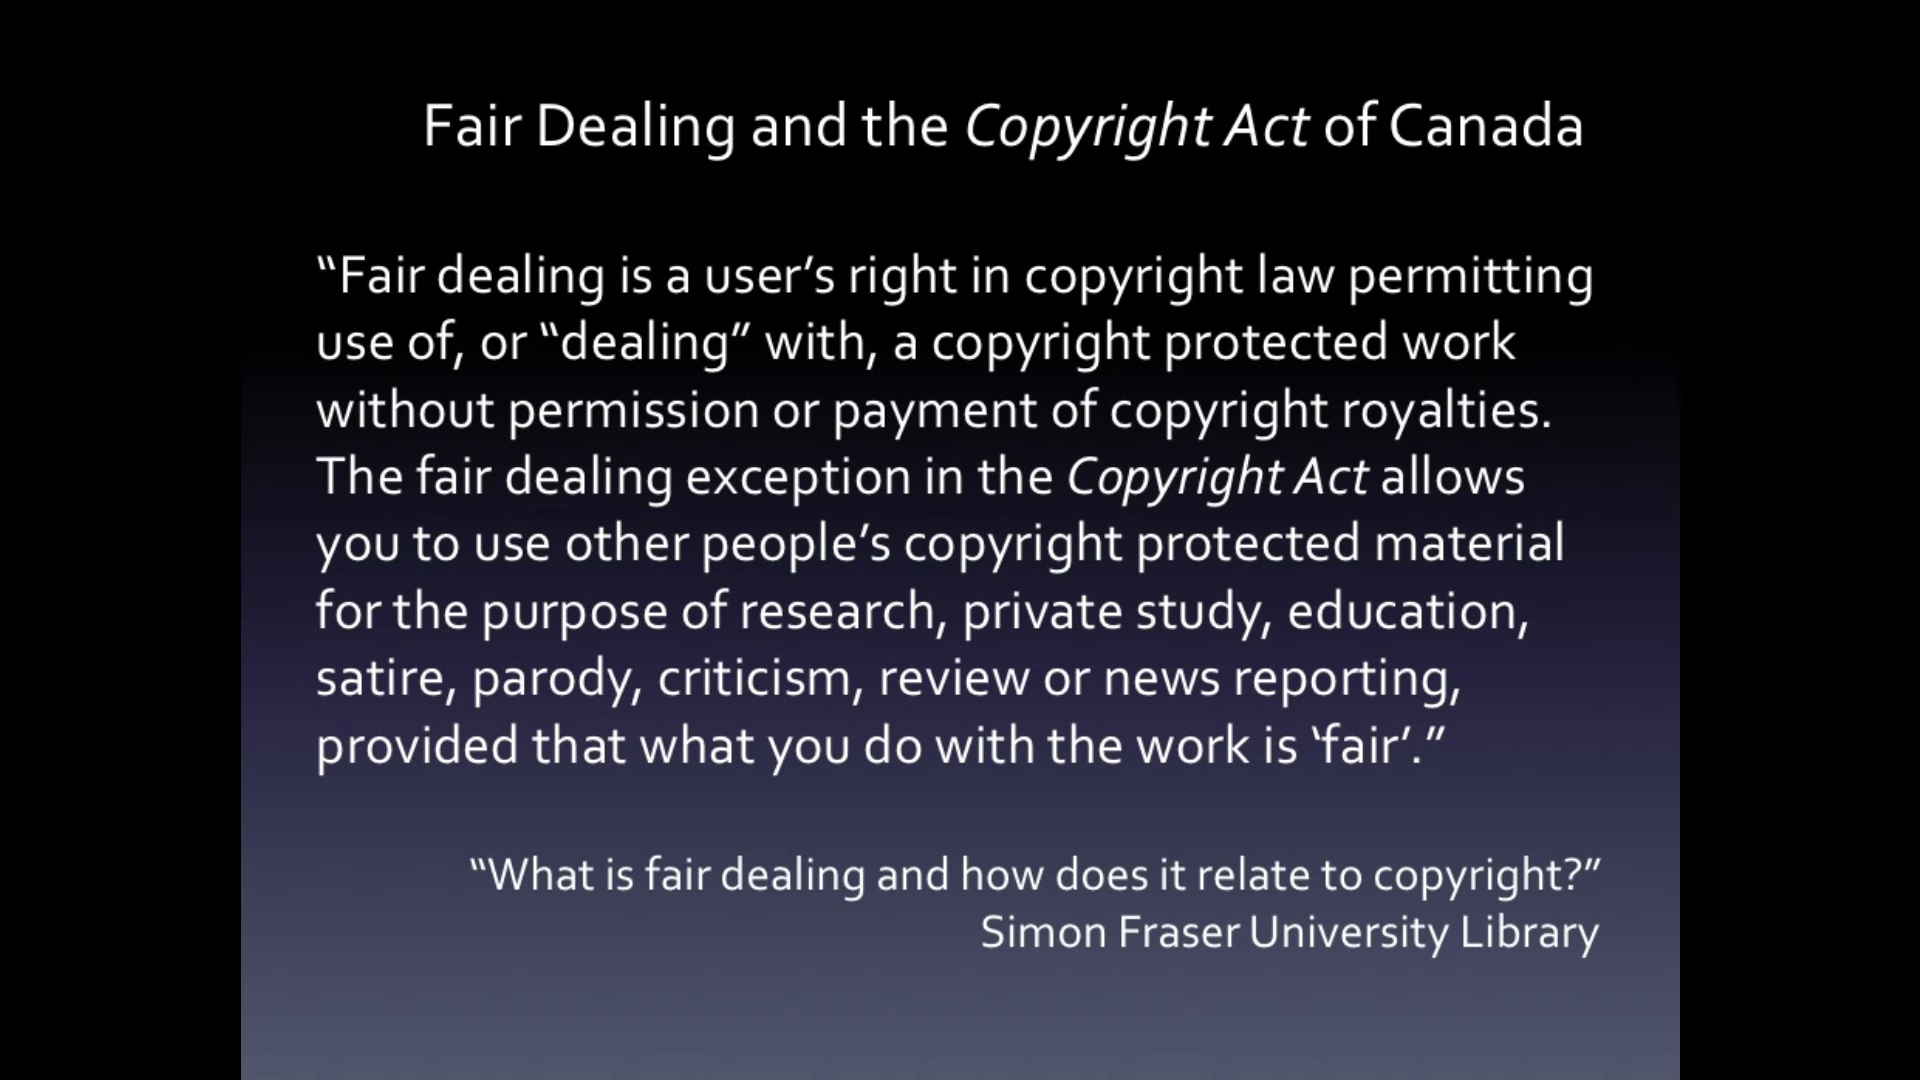 Fair Dealing and the Copyright Act of Canada
“Fair dealing is a user’s right in copyright law permitting
use of, or “dealing” with, a copyright protected work
without permission or payment of copyright royalties.
The fair dealing exception in the Copyright Act allows
you to use other people’s copyright protected material
for the purpose of research, private study, education,
satire, parody, criticism, review or news reporting,
provided that what you do with the work is ‘fair’.”
“What is fair dealing and how does it relate to copyright?”
Simon Fraser University Library